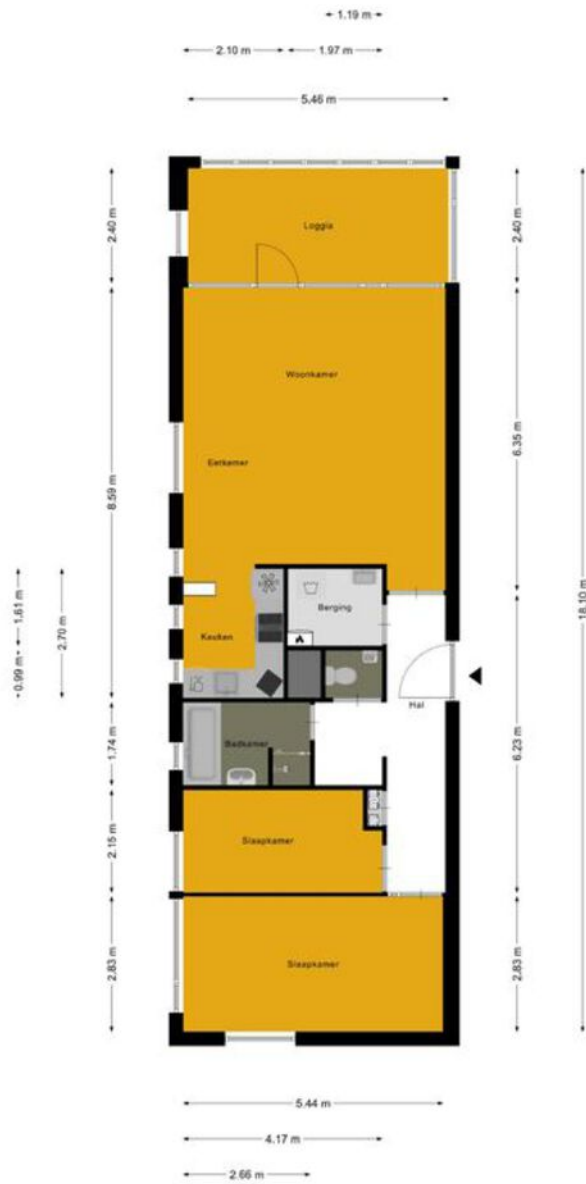 1.19 m
2.10 m
1.97 m
5.46 m
2.40 m
2.40 m
Loggia
Woonkamer
Eetkamer
8.59 m
6.35 m
18.10 m
1.61 m
0.99 m
2.70 m
Berging
Keuken
Hal
1.74 m
6.23 m
Badkamer
2.15 m
Slaapkamer
2.83 m
2.83 m
Slaapkamer
5.44 m
4.17 m
2.66 m